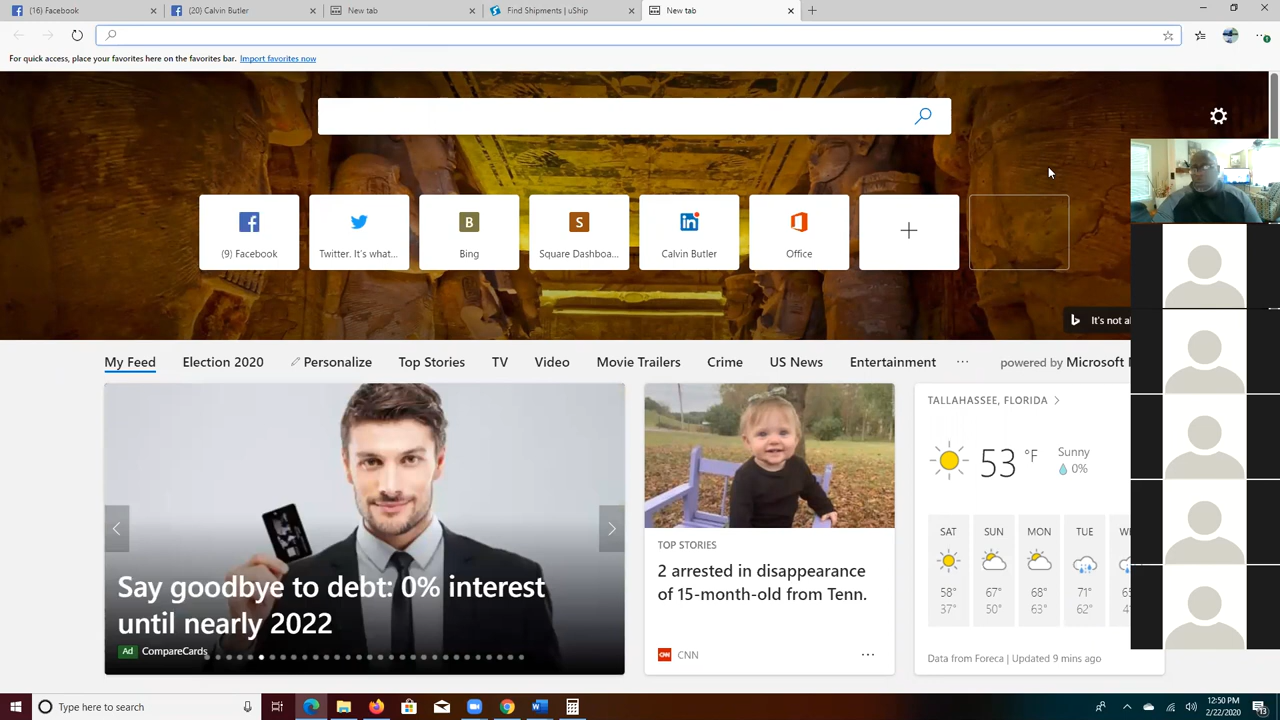 (16) Facebook
(20) Calvin Butler
New tab
Find Shipments | uShip
New tab
For quick access, place your favorites here on the favorites bar. Import favorites now
(9) Facebook
Twitter. It's what...
B
Bing
S
Square Dashboa...
in
Calvin Butler
Office
It's not al
My Feed
Election 2020
Personalize
Top Stories
TV
Video
Movie Trailers
Crime
US News
Entertainment
...
powered by Microsoft
Say goodbye to debt: 0% interest
until nearly 2022
Ad CompareCards
TOP STORIES
2 arrested in disappearance
of 15-month-old from Tenn.
CNN
TALLAHASSEE, FLORIDA
53 °F
Sunny
0%
SAT SUN MON TUE
58° 67° 68° 71°
37° 50° 63° 62°
Data from Foreca | Updated 9 mins ago
Type here to search
12:50 PM
2/22/2020